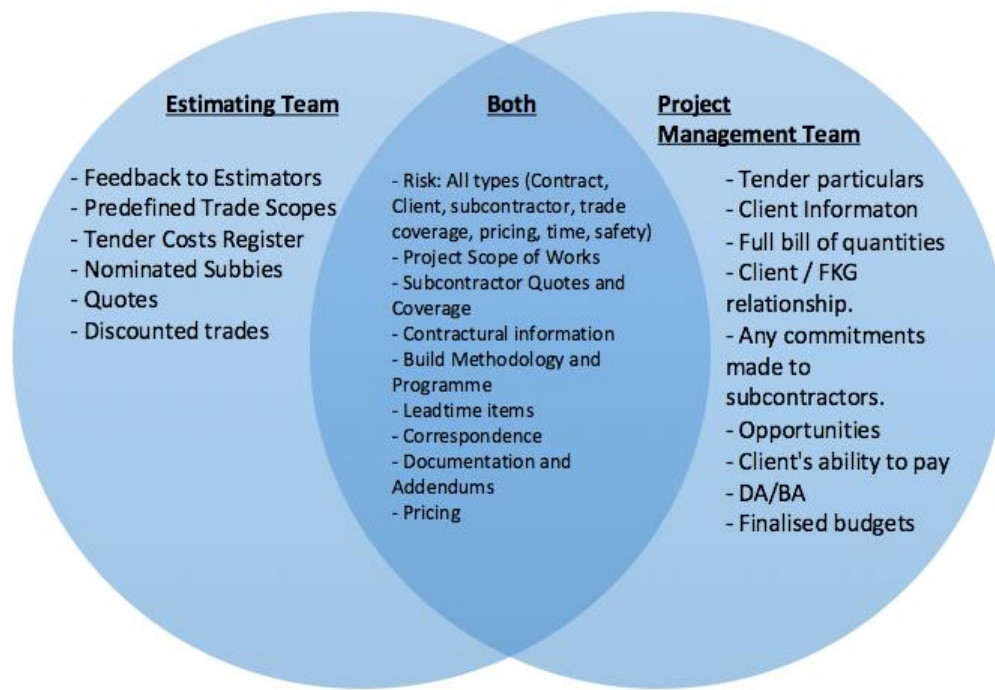 Estimating Team
- Feedback to Estimators
- Predefined Trade Scopes
- Tender Costs Register
- Nominated Subbies
- Quotes
- Discounted trades
Both
- Risk: All types (Contract,
Client, subcontractor, trade
coverage, pricing, time, safety)
- Project Scope of Works
- Subcontractor Quotes and
Coverage
- Contractural information
- Build Methodology and
Programme
- Leadtime items
- Correspondence
- Documentation and
Addendums
- Pricing
Project
Management Team
- Tender particulars
- Client Informaton
- Full bill of quantities
- Client / FKG
relationship.
- Any commitments
made to
subcontractors.
- Opportunities
- Client's ability to pay
- DA/BA
- Finalised budgets